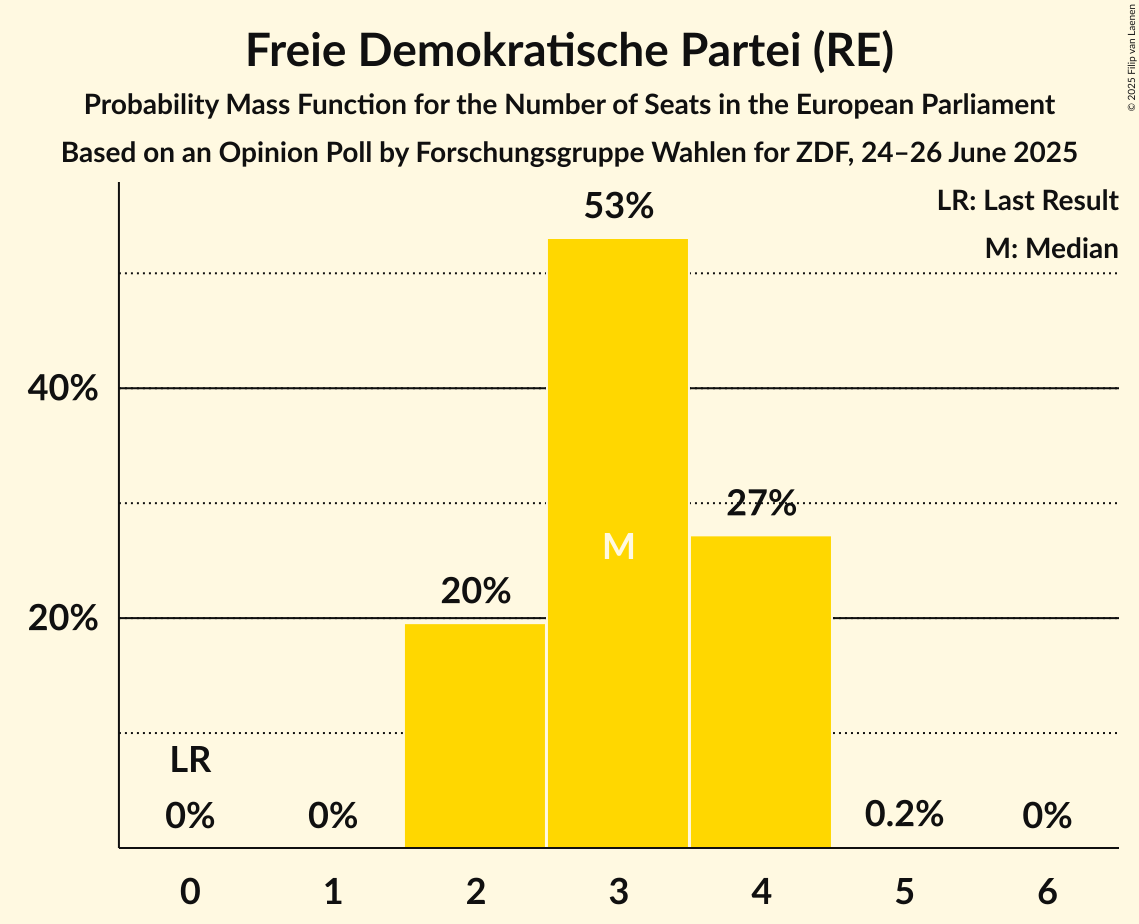 Freie Demokratische Partei (RE)
Probability Mass Function for the Number of Seats in the European Parliament
Based on an Opinion Poll by Forschungsgruppe Wahlen for ZDF, 24–26 June 2025
© 2025 Filip van Laenen
LR: Last Result
M: Median
53%
40%
27%
M
20%
20%
LR
0%
0%
0.2%
0%
0
1
2
3
4
5
6